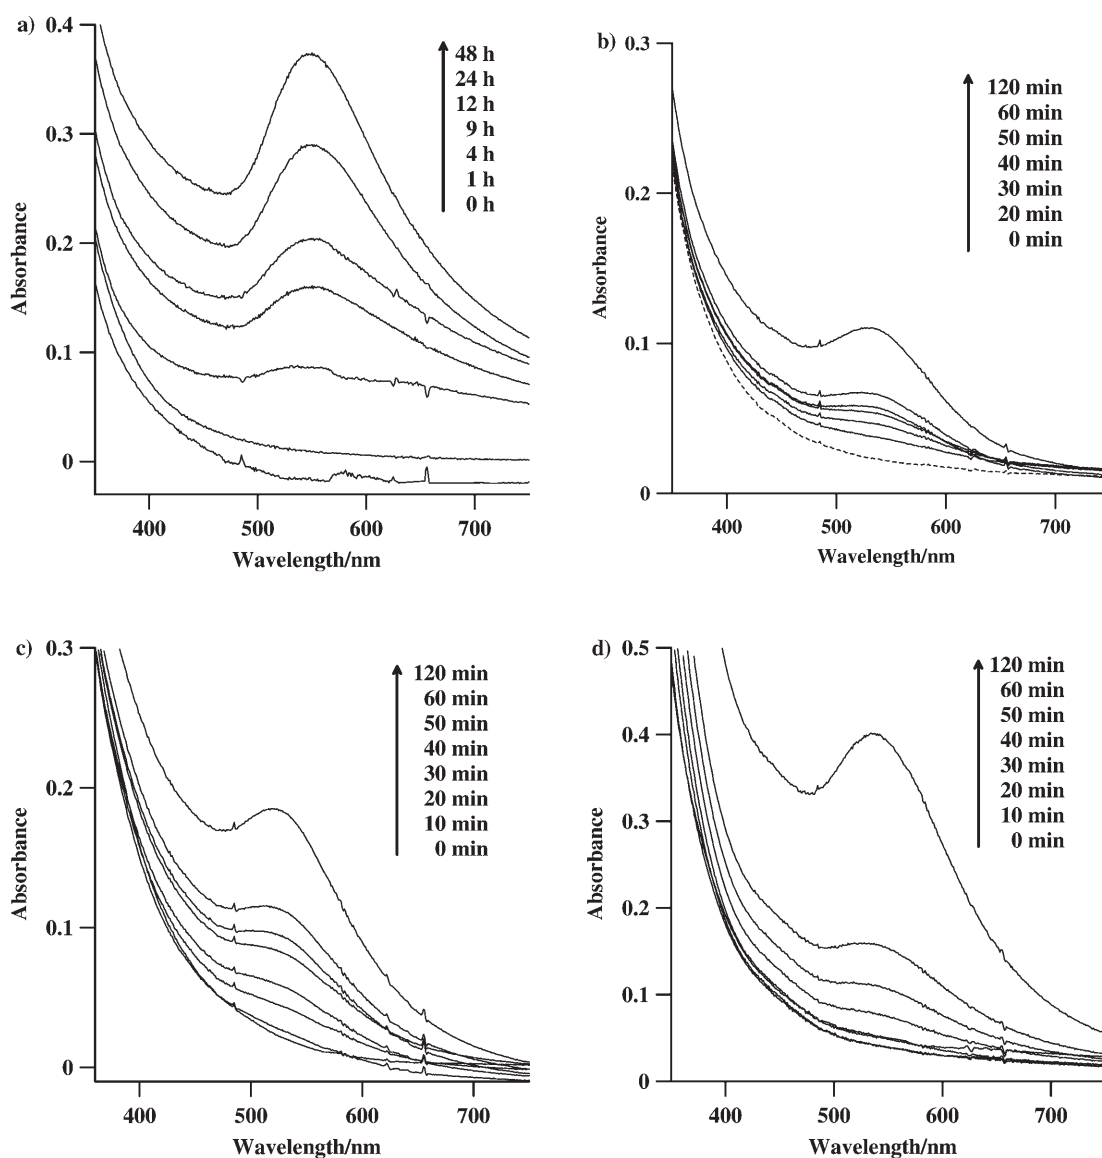 a)
0.4
0.3
0.2
0.1
0
Absorbance
48 h
24 h
12 h
9 h
4 h
1 h
0 h
400
500
600
700
Wavelength/nm
b)
0.3
0.2
0.1
0
Absorbance
120 min
60 min
50 min
40 min
30 min
20 min
0 min
400
500
600
700
Wavelength/nm
c)
0.3
0.2
0.1
0
Absorbance
120 min
60 min
50 min
40 min
30 min
20 min
10 min
0 min
400
500
600
700
Wavelength/nm
d)
0.5
0.4
0.3
0.2
0.1
0
Absorbance
120 min
60 min
50 min
40 min
30 min
20 min
10 min
0 min
400
500
600
700
Wavelength/nm